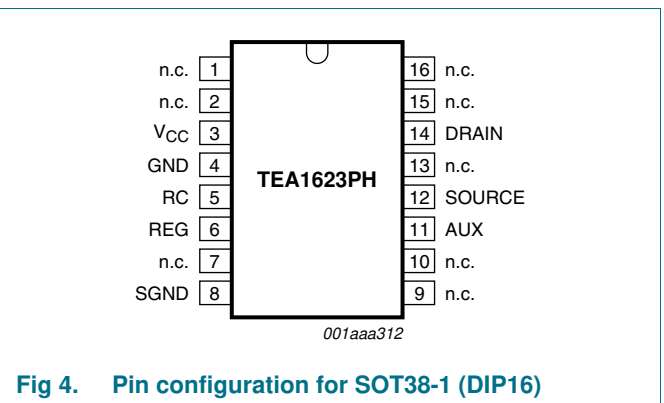 n.c. 1 16 n.c.
n.c. 2 15 n.c.
VCC 3 14 DRAIN
GND 4 13 n.c.
TEA1623PH
RC 5 12 SOURCE
REG 6 11 AUX
n.c. 7 10 n.c.
SGND 8 9 n.c.
001aaa312
Fig 4. Pin configuration for SOT38-1 (DIP16)